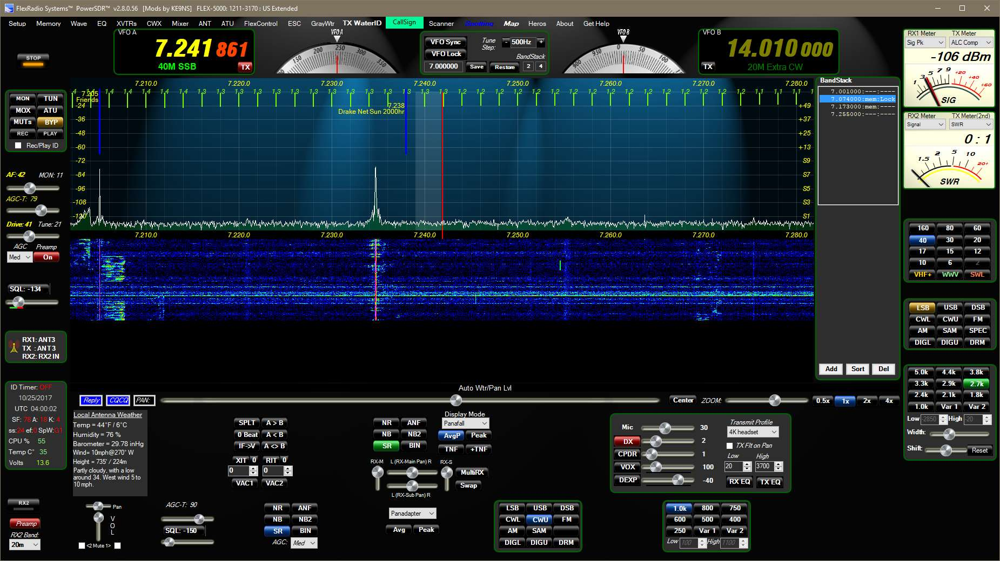 FlexRadio Systems™ PowerSDR™ v2.8.0.56 [Mods by KE9NS] FLEX-5000: 1211-3170 : US Extended
Setup Memory Wave EQ XVTRs CWX Mixer ANT ATU FlexControl ESC GrayWtr TX WaterID CallSign Scanner Spotting Map Heros About Get Help
STOP
VFO A
7.241 861
40M SSB TX
VFO A
150 200 250 300 350
VFO Sync
VFO Lock
Tune Step: - 500Hz +
BandStack
7.000000 Save Restore 2 4
VFO B
900 950 0 50 100
VFO B
14.010 000
TX 20M Extra CW
RX1 Meter TX Meter
Sig Pk ALC Comp
-106 dBm
1 3 5 7 9 +20 +40 +60
SIG
RX2 Meter TX Meter(2nd)
Signal SWR
0 : 1
1.5 2 5 10 20+
SWR
MON TUN
MOX ATU
MUTs BYP
REC PLAY
Rec/Play ID
AF: 42 MON: 11
AGC-T: 79
Drive: 41 Tune: 21
AGC Preamp
Med On
SQL: -134
RX1: ANT3
TX : ANT3
RX2: RX2 IN
ID Timer: OFF
10/25/2017
UTC 04:00:02
SF: 78 A: 18 K: 4
ss:24 ef:0 SpW:G1
CPU % 55
Temp C° 35
Volts 13.6
7.210.0 7.220.0 7.230.0 7.240.0 7.250.0 7.260.0 7.270.0 7.280.0
4 1.4 1.4 1.4 1.4 1.4 1.3 1.3 1.3 1.3 1.3 1.3 1.3 1.3 1.3 1.3 1.3 1.3 1.3 1.2 1.2 1.2 1.2 1.2 1.2 1.2 1.2 1.2 1.2 1.2 1.2 1.2 1.2 1.2 1.2 1.2 1.2 1.2 1.2 1.2
7.205
Friends
7.238
Drake Net Sun 2000hr
-24 +49
-36 +37
-48 +25
-60 +13
-72 S9
-84 S7
-96 S5
-108 S3
-120 S1
7.210.0 7.220.0 7.230.0 7.240.0 7.250.0 7.260.0 7.270.0 7.280.0
BandStack
7.001000:---:----
7.074000:mem:Lock
7.173000:mem:----
7.255000:---:----
Add Sort Del
160 80 60
40 30 20
17 15 12
10 6 2
VHF+ WWV SWL
LSB USB DSB
CWL CWU FM
AM SAM SPEC
DIGL DIGU DRM
5.0k 4.4k 3.8k
3.3k 2.9k 2.7k
2.4k 2.1k 1.8k
1.0k Var 1 Var 2
Low -2850 High -20
Width:
Shift: Reset
Auto Wtr/Pan Lvl
Reply CQCQ PAN: Center ZOOM: 0.5x 1x 2x 4x
Local Antenna Weather
Temp = 44°F / 6°C
Humidity = 76 %
Barometer = 29.78 inHg
Wind= 10mph@270° W
Height = 735' / 224m
Partly cloudy, with a low
around 34. West wind 5 to
10 mph.
SPLT A > B
0 Beat A < B
IF->V A <> B
XIT 0 RIT 0
0 0
VAC1 VAC2
NR ANF
NB NB2
SR BIN
Display Mode
Panafall
AvgP Peak
TNF +TNF
RX-M L (RX-Main Pan) R RX-S
MultiRX
Swap
L (RX-Sub Pan) R
Mic 30
DX 2
CPDR 1
VOX 100
DEXP -40
Transmit Profile
4K headset
TX Flt on Pan
Low High
20 3700
RX EQ TX EQ
RX2
Preamp
RX2 Band:
20m
Pan
VOL
<2 Mute 1>
AGC-T: 90
SQL: -150
NR ANF
NB NB2
SR BIN
AGC: Med
Panadapter
Avg Peak
LSB USB DSB
CWL CWU FM
AM SAM
DIGL DIGU DRM
1.0k 800 750
600 500 400
250 Var 1 Var 2
Low 100 High 1100